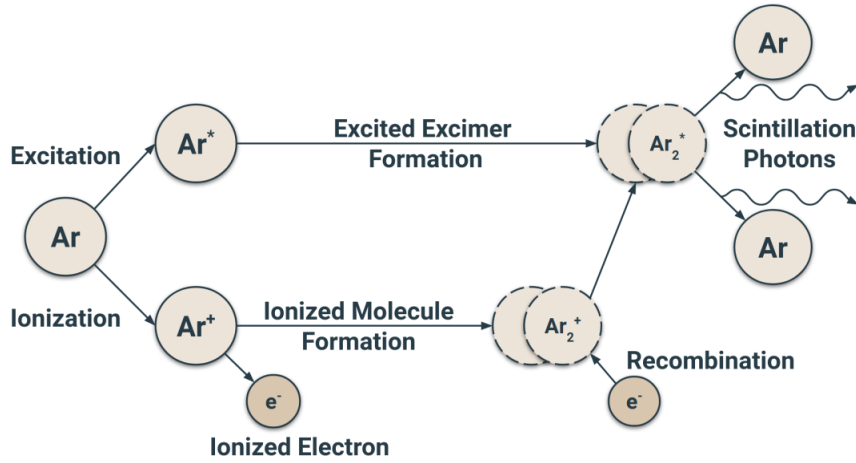 Ar
Excitation
Ar*
Excited Excimer
Formation
Ar₂*
Ar
Scintillation
Photons
Ar
Ar
Ionization
Ar⁺
Ionized Molecule
Formation
Ar₂⁺
Recombination
e⁻
e⁻
Ionized Electron